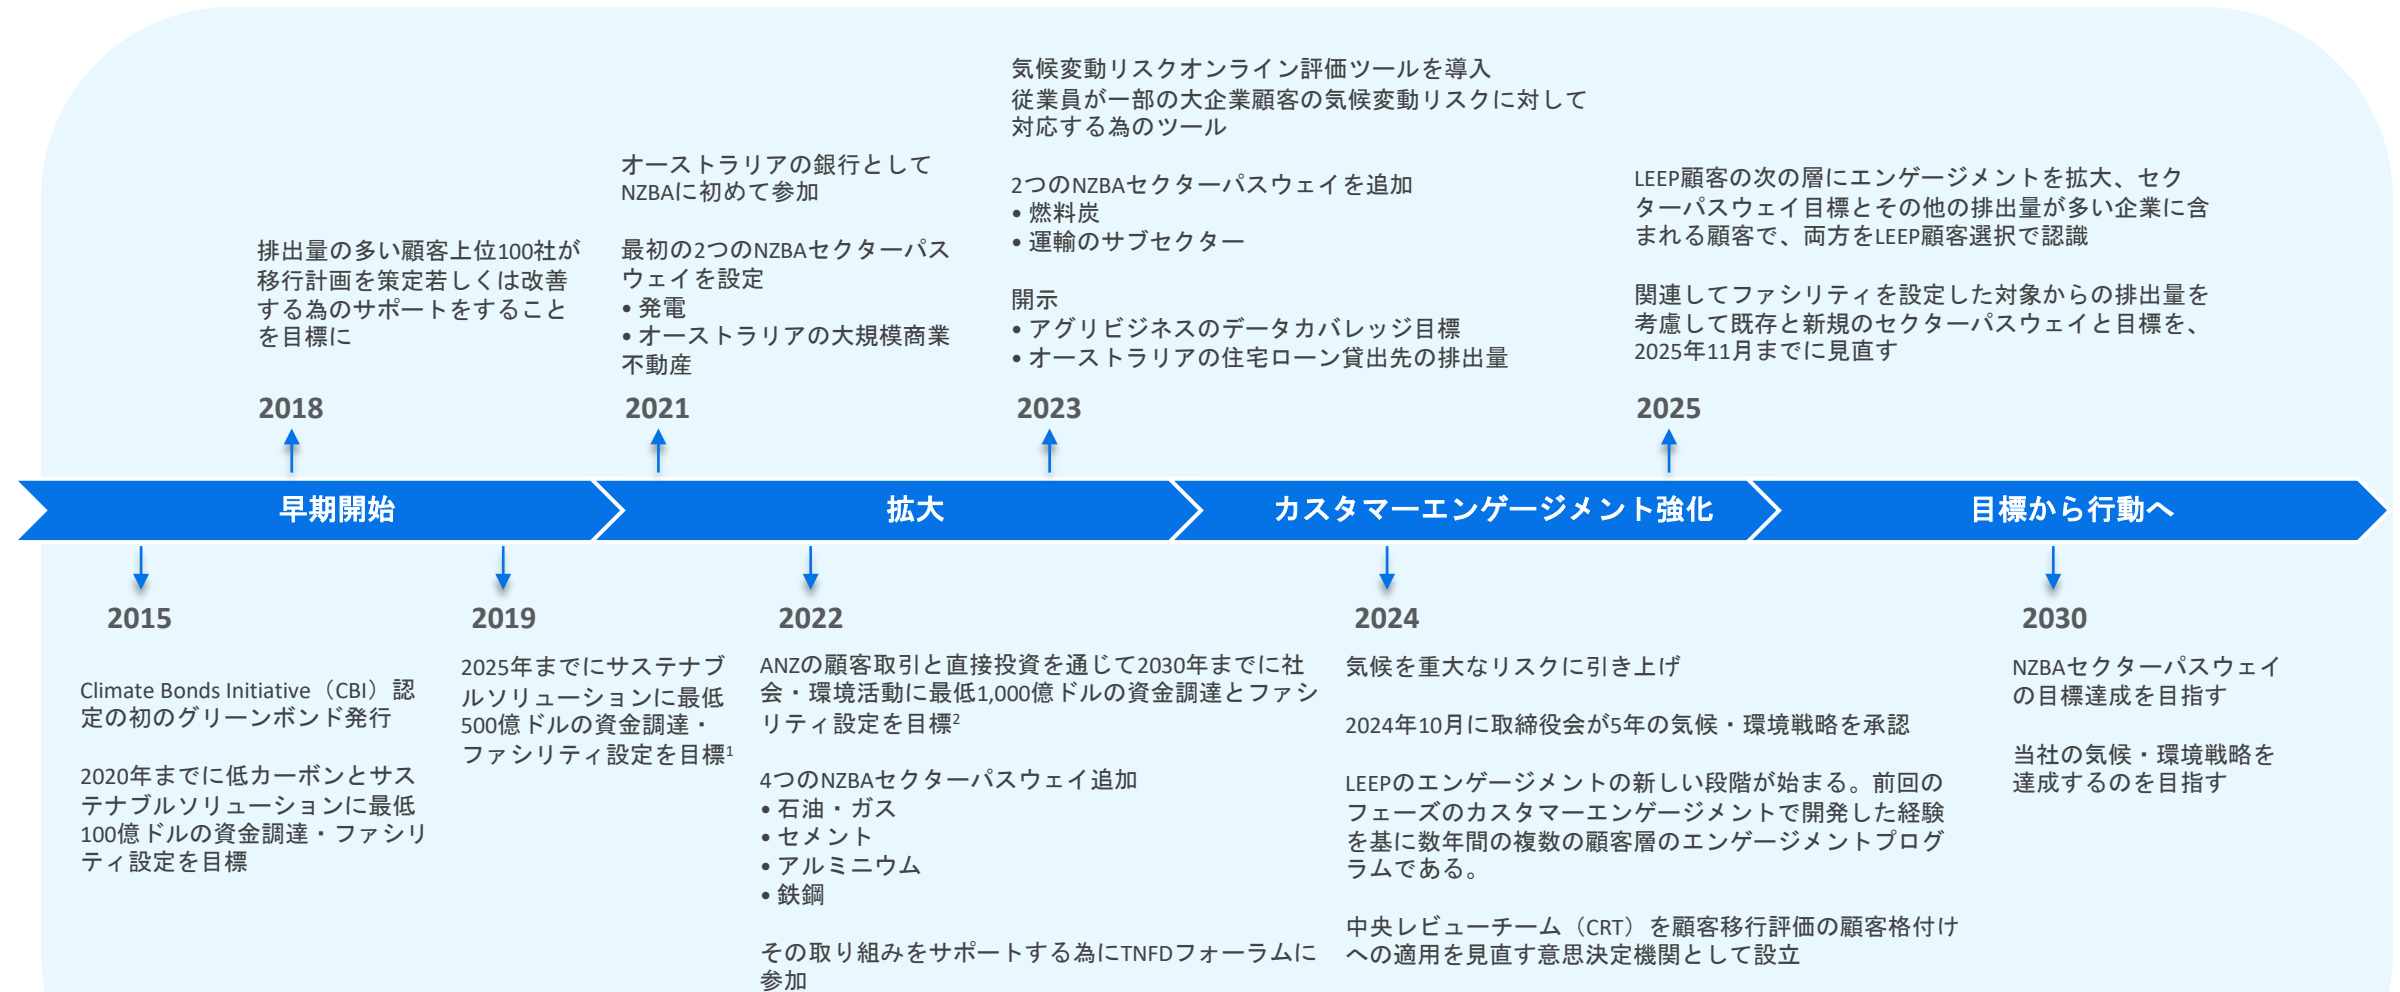 気候変動リスクオンライン評価ツールを導入
従業員が一部の大企業顧客の気候変動リスクに対して
対応する為のツール
2つのNZBAセクターパスウェイを追加
• 燃料炭
• 運輸のサブセクター
開示
• アグリビジネスのデータカバレッジ目標
• オーストラリアの住宅ローン貸出先の排出量
オーストラリアの銀行として
NZBAに初めて参加
最初の2つのNZBAセクターパス
ウェイを設定
• 発電
• オーストラリアの大規模商業
不動産
LEEP顧客の次の層にエンゲージメントを拡大、セク
ターパスウェイ目標とその他の排出量が多い企業に含
まれる顧客で、両方をLEEP顧客選択で認識
関連してファシリティを設定した対象からの排出量を
考慮して既存と新規のセクターパスウェイと目標を、
2025年11月までに見直す
排出量の多い顧客上位100社が
移行計画を策定若しくは改善
する為のサポートをすること
を目標に
2018
2021
2023
2025
早期開始
拡大
カスタマーエンゲージメント強化
目標から行動へ
2015
2019
2022
2024
2030
Climate Bonds Initiative（CBI）認
定の初のグリーンボンド発行
2020年までに低カーボンとサス
テナブルソリューションに最低
100億ドルの資金調達・ファシリ
ティ設定を目標
2025年までにサステナブ
ルソリューションに最低
500億ドルの資金調達・
ファシリティ設定を目標1
ANZの顧客取引と直接投資を通じて2030年までに社
会・環境活動に最低1,000億ドルの資金調達とファシ
リティ設定を目標2
4つのNZBAセクターパスウェイ追加
• 石油・ガス
• セメント
• アルミニウム
• 鉄鋼
その取り組みをサポートする為にTNFDフォーラムに
参加
気候を重大なリスクに引き上げ
2024年10月に取締役会が5年の気候・環境戦略を承認
LEEPのエンゲージメントの新しい段階が始まる。前回の
フェーズのカスタマーエンゲージメントで開発した経験
を基に数年間の複数の顧客層のエンゲージメントプログ
ラムである。
中央レビューチーム（CRT）を顧客移行評価の顧客格付け
への適用を見直す意思決定機関として設立
NZBAセクターパスウェイ
の目標達成を目指す
当社の気候・環境戦略を
達成するのを目指す